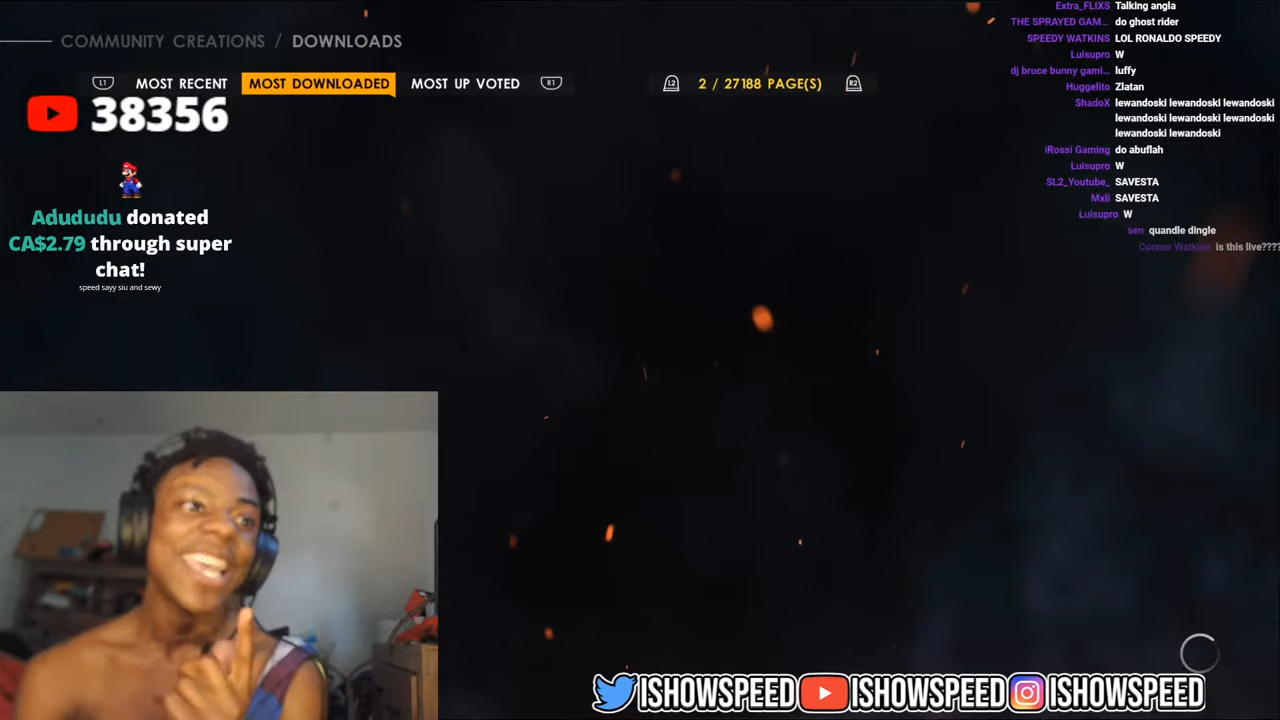 COMMUNITY CREATIONS / DOWNLOADS
L1 MOST RECENT MOST DOWNLOADED MOST UP VOTED R1 L2 2 / 27188 PAGE(S) R2
38356
Adududu donated
CA$2.79 through super
chat!
speed sayy siu and sewy
Extra_FLIXS Talking angla
THE SPRAYED GAM... do ghost rider
SPEEDY WATKINS LOL RONALDO SPEEDY
Luisupro W
dj bruce bunny gami... luffy
Huggelito Zlatan
ShadoX lewandoski lewandoski lewandoski
lewandoski lewandoski lewandoski
lewandoski lewandoski
iRossi Gaming do abuflah
Luisupro W
SL2_Youtube_ SAVESTA
Mxli SAVESTA
Luisupro W
sen quandle dingle
Conner Watkins is this live????
ISHOWSPEED ISHOWSPEED ISHOWSPEED